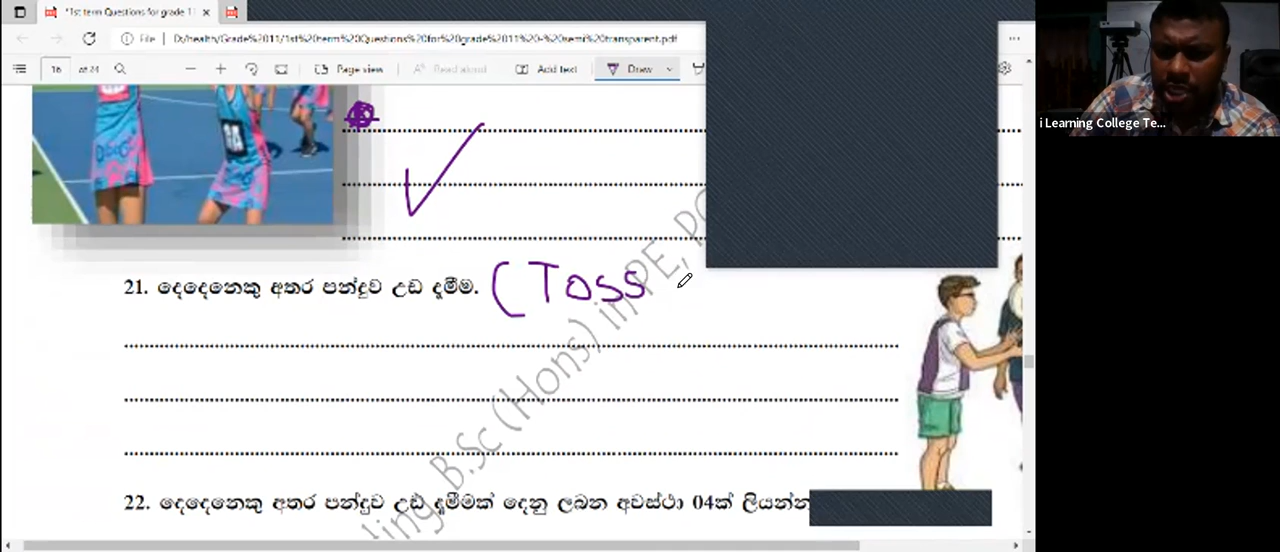 *1st term Questions for grade 1
File D:/health/Grade%2011/1st%20term%20Questions%20for%20grade%2011%20-%20semi%20transparent.pdf
16 of 24 Page view Read aloud Add text Draw
i Learning College Te...
21. දෙදෙනෙකු අතර පන්දුව උඩ දැමීම. (Toss
ling, B.Sc (Hons) in PE, PG
22. දෙදෙනෙකු අතර පන්දුව උඩ දැමීමක් දෙනු ලබන අවස්ථා 04ක් ලියන්න